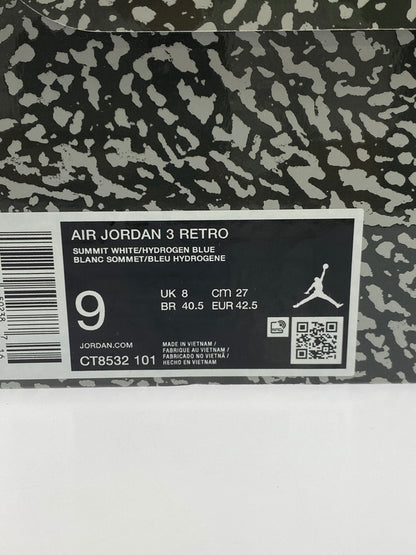 AIR JORDAN 3 RETRO
SUMMIT WHITE/HYDROGEN BLUE
BLANC SOMMET/BLEU HYDROGENE
9
UK 8 cm 27
BR 40.5 EUR 42.5
JORDAN.COM
CT8532 101
MADE IN VIETNAM /
FABRIQUE AU VIETNAM /
FABRICADO NO VIETNÃ /
HECHO EN VIETNAM